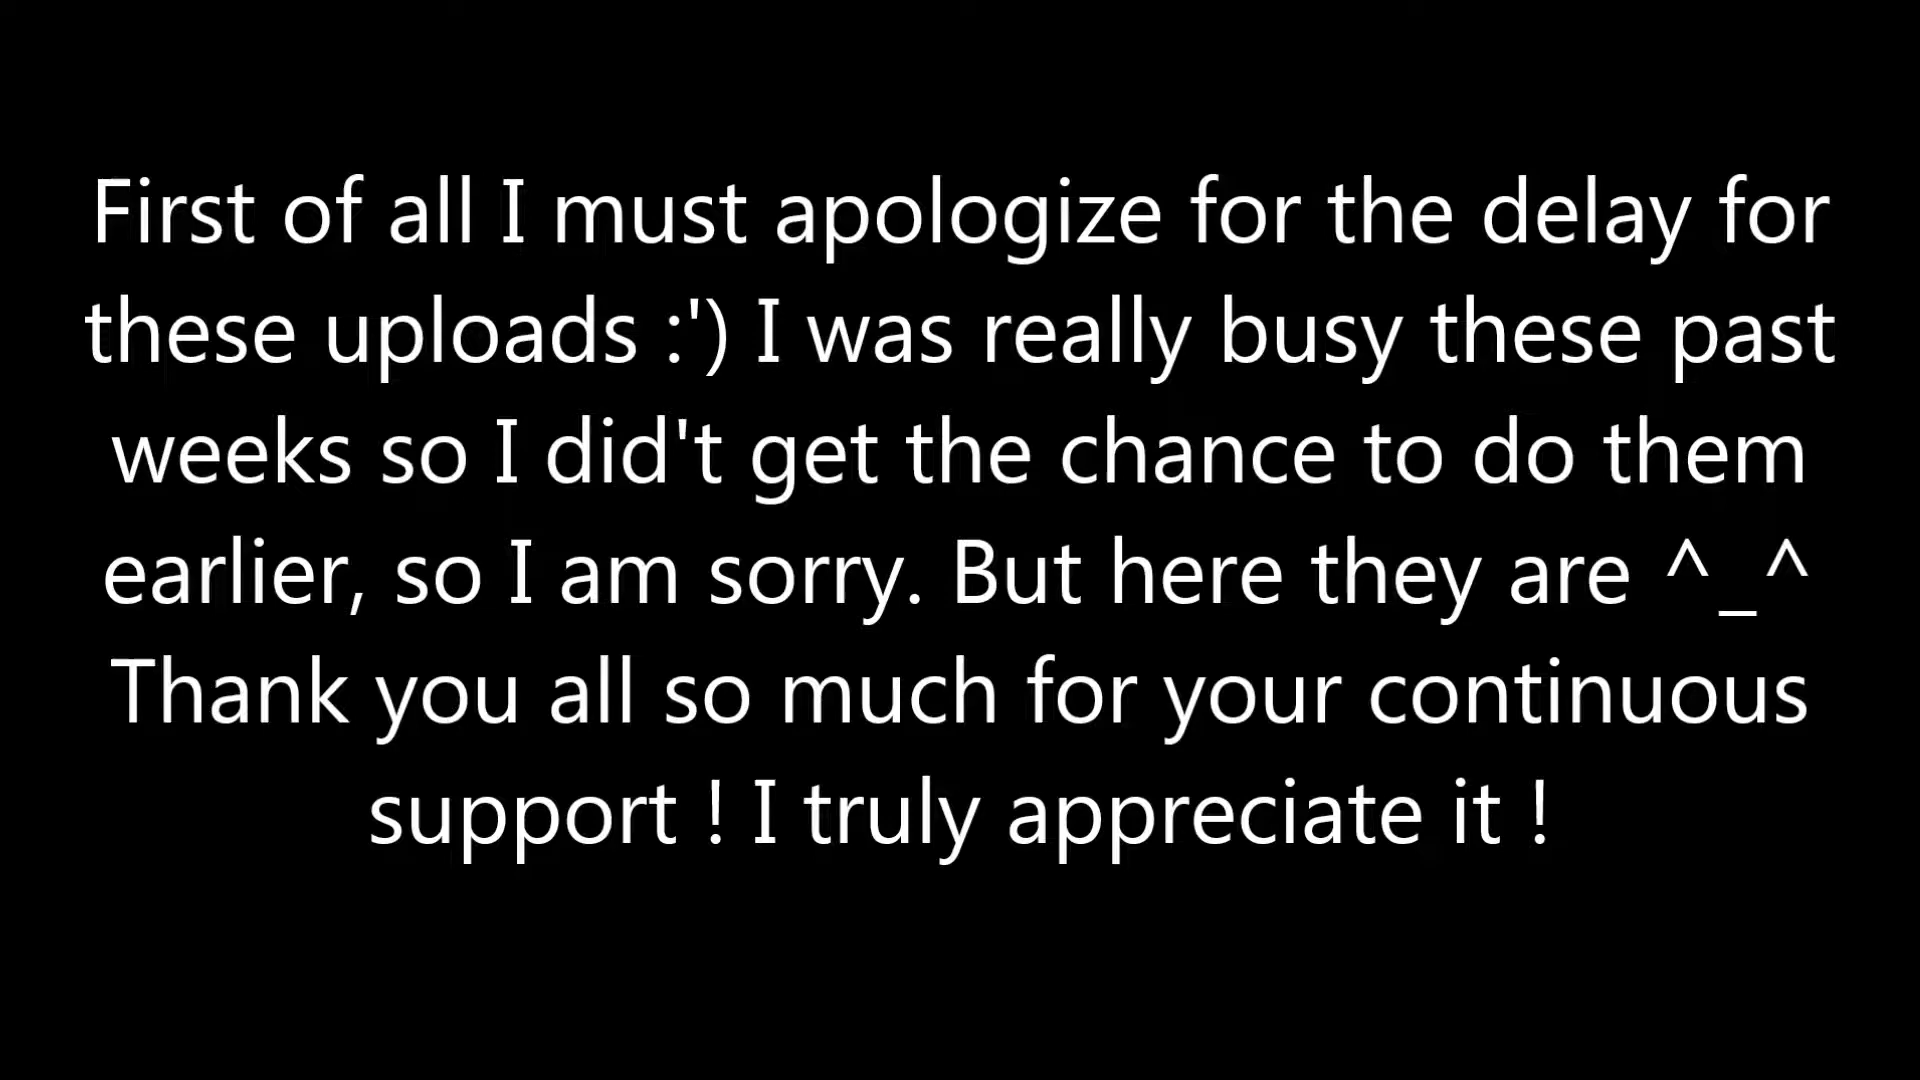 First of all I must apologize for the delay for
these uploads :') I was really busy these past
weeks so I did't get the chance to do them
earlier, so I am sorry. But here they are ^_^
Thank you all so much for your continuous
support ! I truly appreciate it !